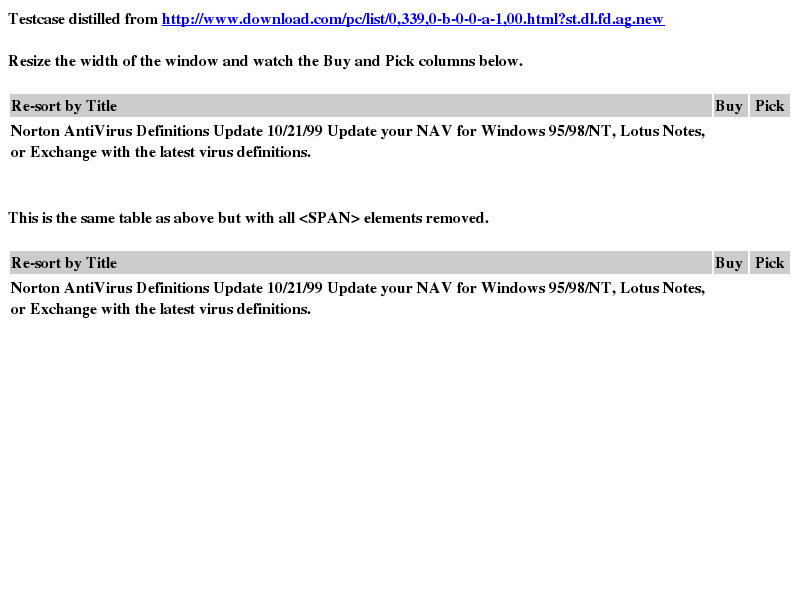 Testcase distilled from http://www.download.com/pc/list/0,339,0-b-0-0-a-1,00.html?st.dl.fd.ag.new
Resize the width of the window and watch the Buy and Pick columns below.
Re-sort by Title Buy Pick
Norton AntiVirus Definitions Update 10/21/99 Update your NAV for Windows 95/98/NT, Lotus Notes,
or Exchange with the latest virus definitions.
This is the same table as above but with all <SPAN> elements removed.
Re-sort by Title Buy Pick
Norton AntiVirus Definitions Update 10/21/99 Update your NAV for Windows 95/98/NT, Lotus Notes,
or Exchange with the latest virus definitions.